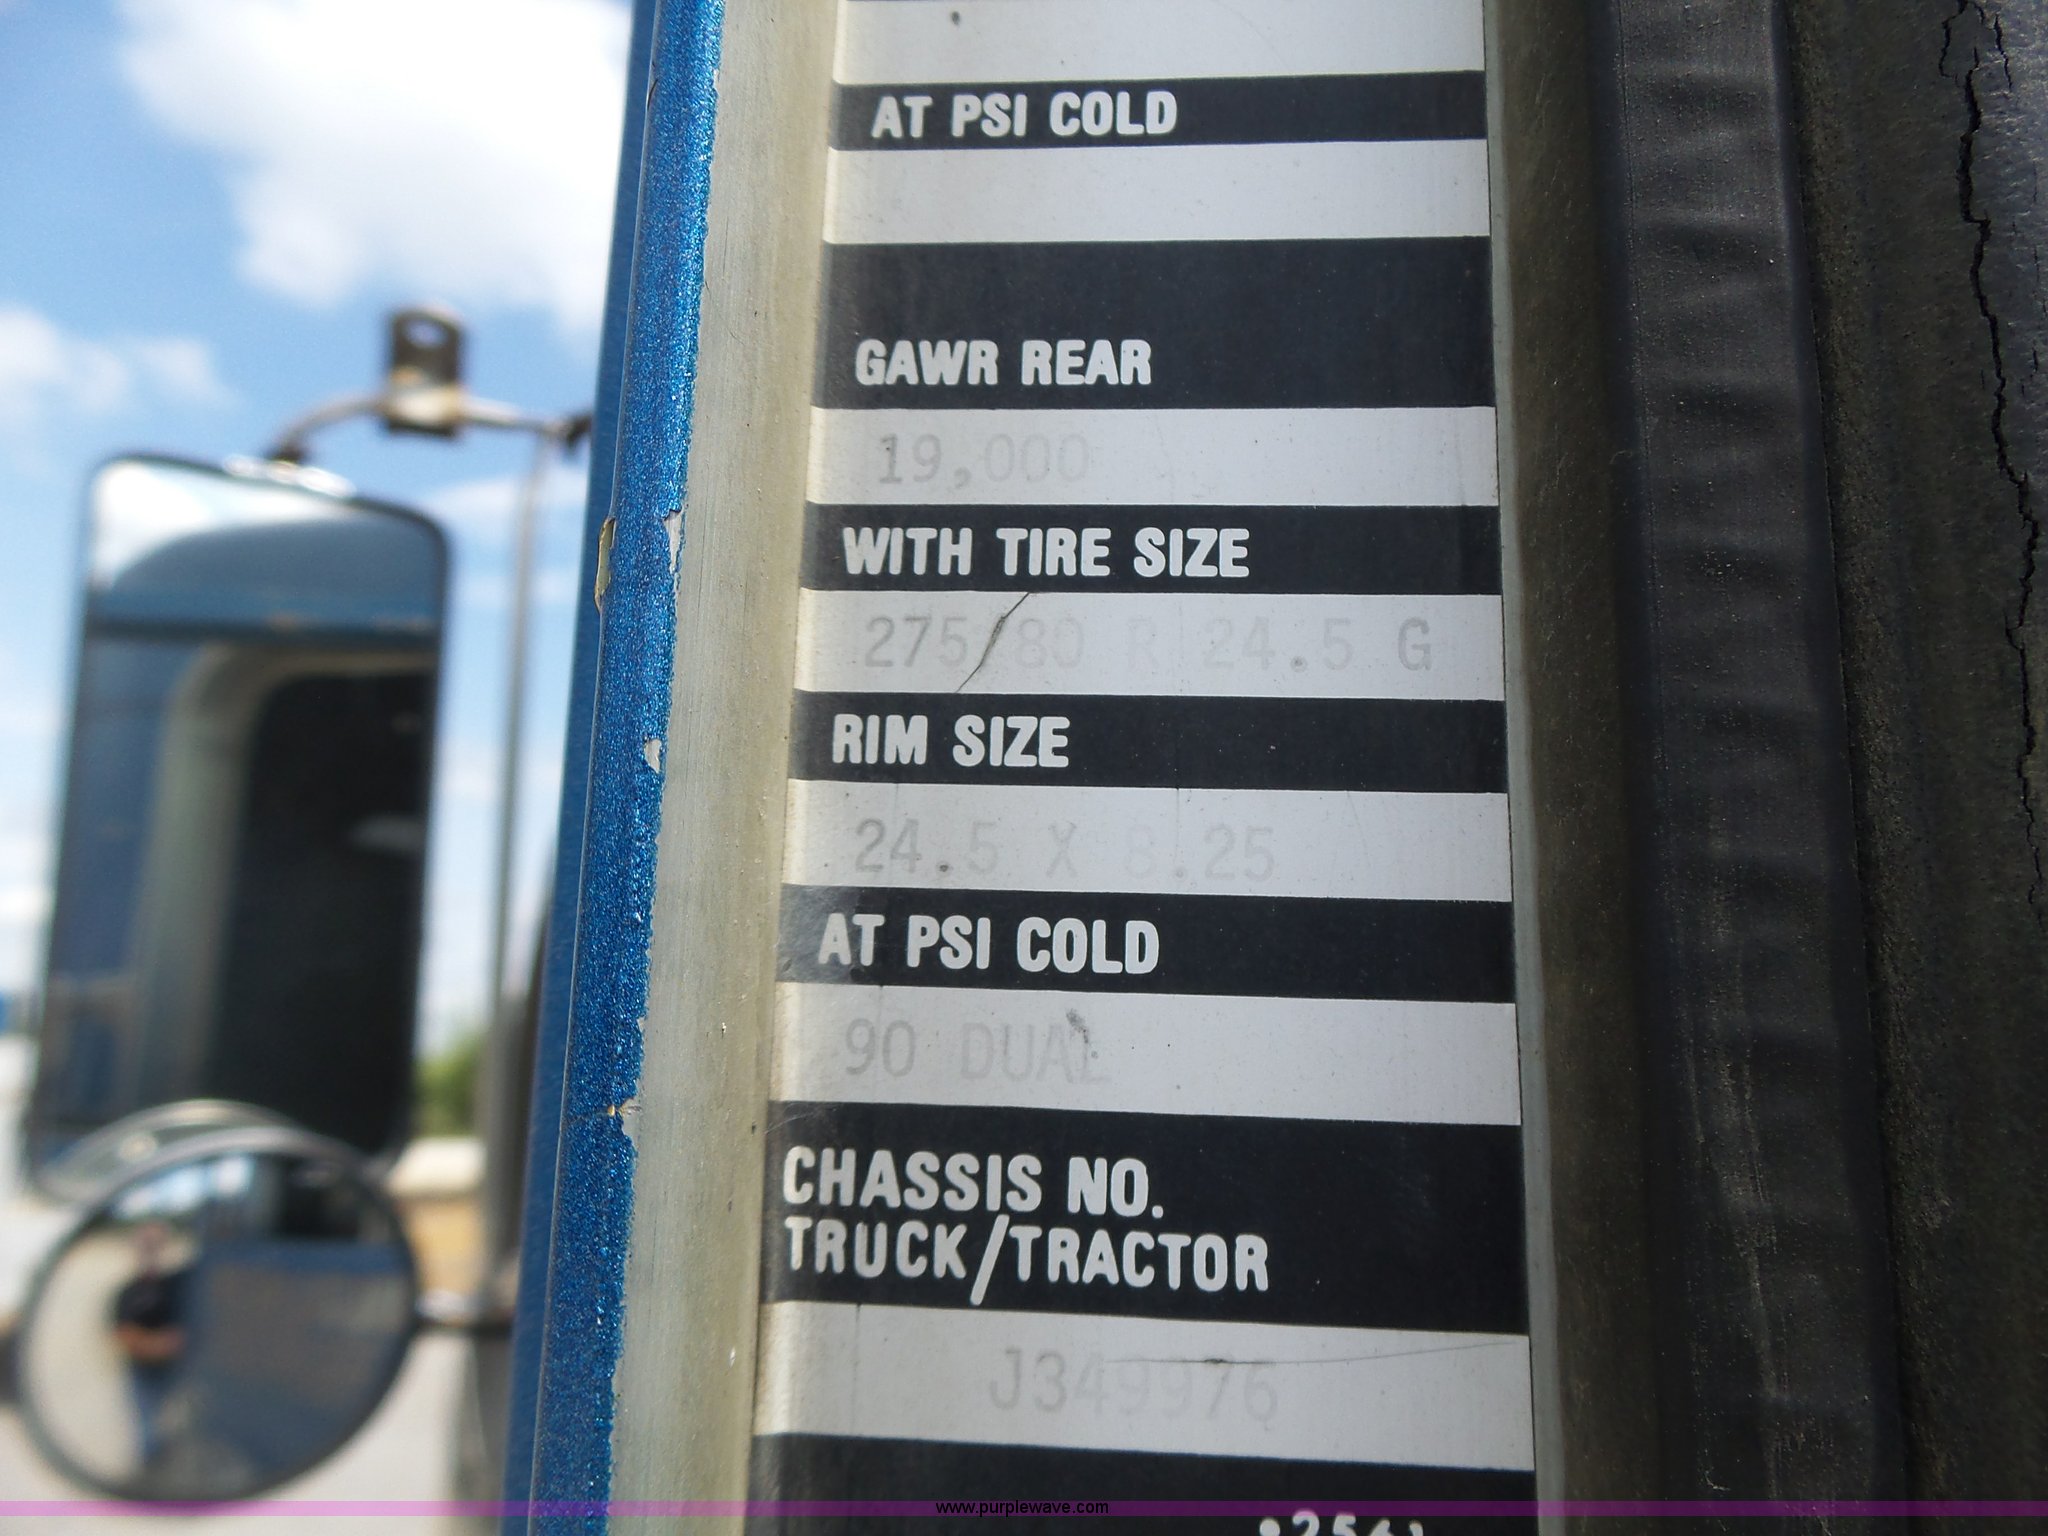 AT PSI COLD
GAWR REAR
19,000
WITH TIRE SIZE
275/80 R 24.5 G
RIM SIZE
24.5 X 8.25
AT PSI COLD
90 DUAL
CHASSIS NO.
TRUCK/TRACTOR
J349976
www.purplewave.com